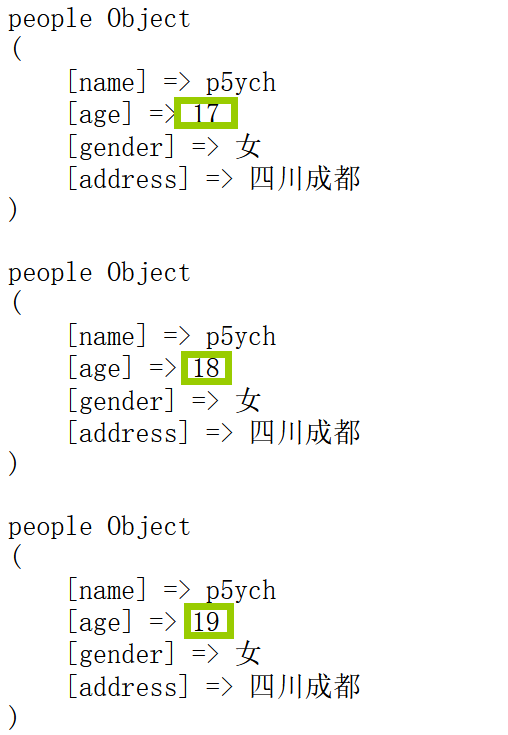 people Object
(
    [name] => p5ych
    [age] => 17
    [gender] => 女
    [address] => 四川成都
)

people Object
(
    [name] => p5ych
    [age] => 18
    [gender] => 女
    [address] => 四川成都
)

people Object
(
    [name] => p5ych
    [age] => 19
    [gender] => 女
    [address] => 四川成都
)